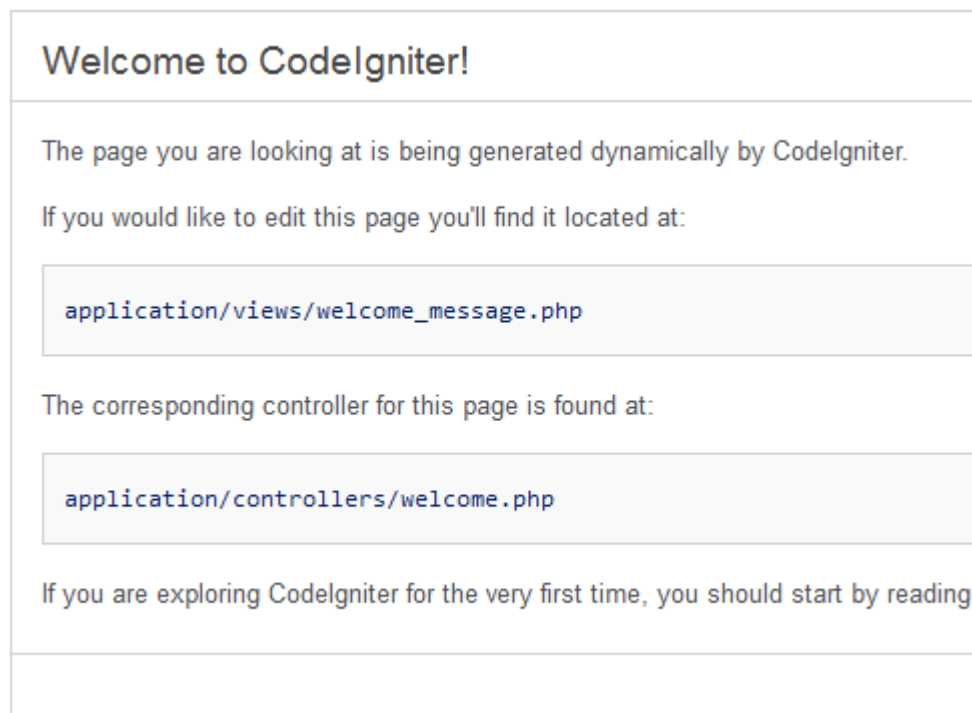 Welcome to CodeIgniter!
The page you are looking at is being generated dynamically by CodeIgniter.
If you would like to edit this page you'll find it located at:
application/views/welcome_message.php
The corresponding controller for this page is found at:
application/controllers/welcome.php
If you are exploring CodeIgniter for the very first time, you should start by reading